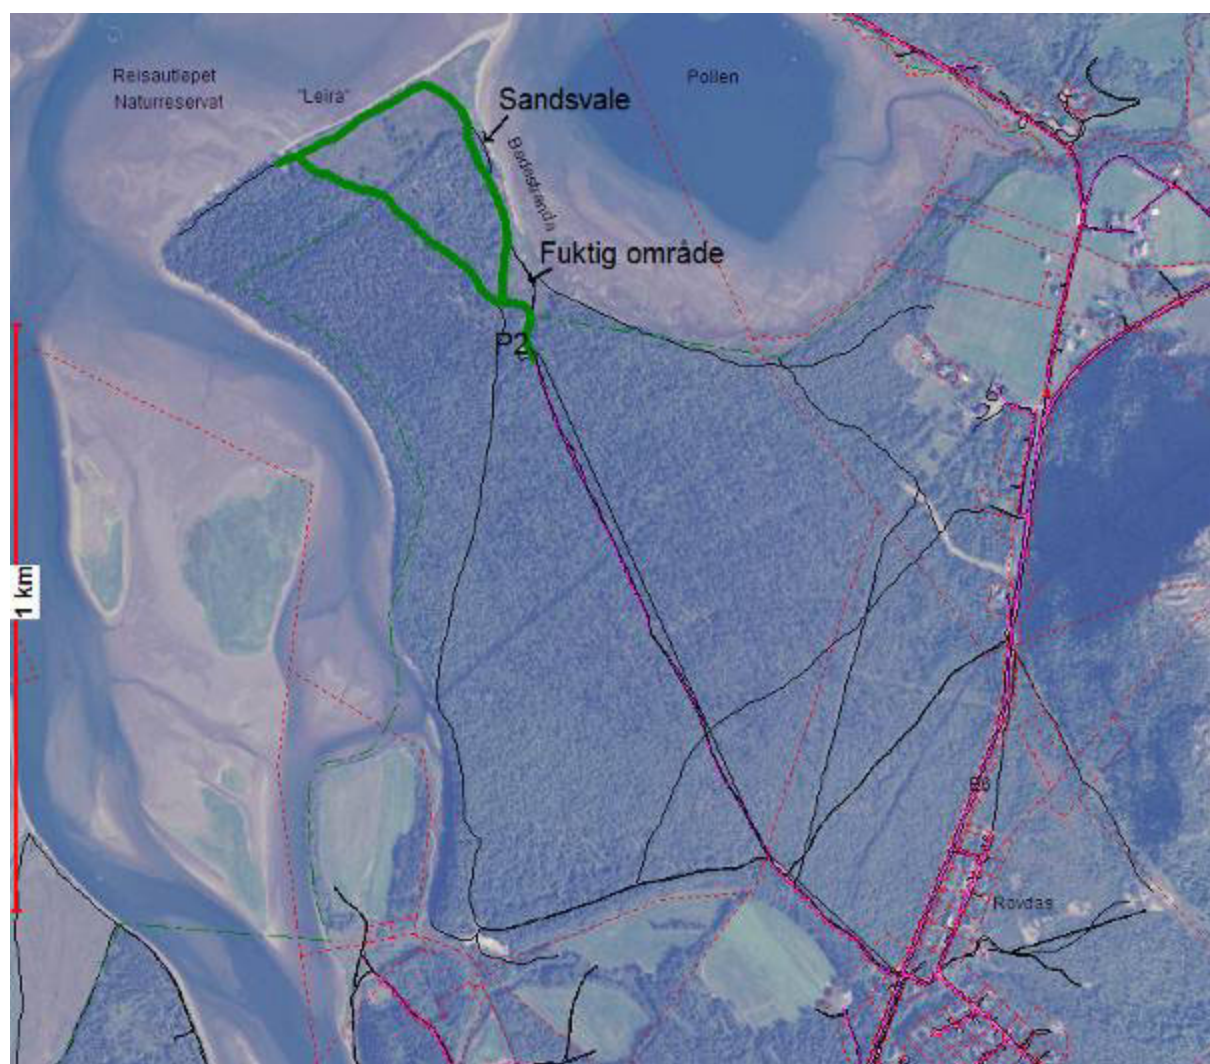 Reisautløpet
Naturreservat
"Leira"
Pollen
Sandsvale
Badestranda
Fuktig område
P2
1 km
E6
Rovdas